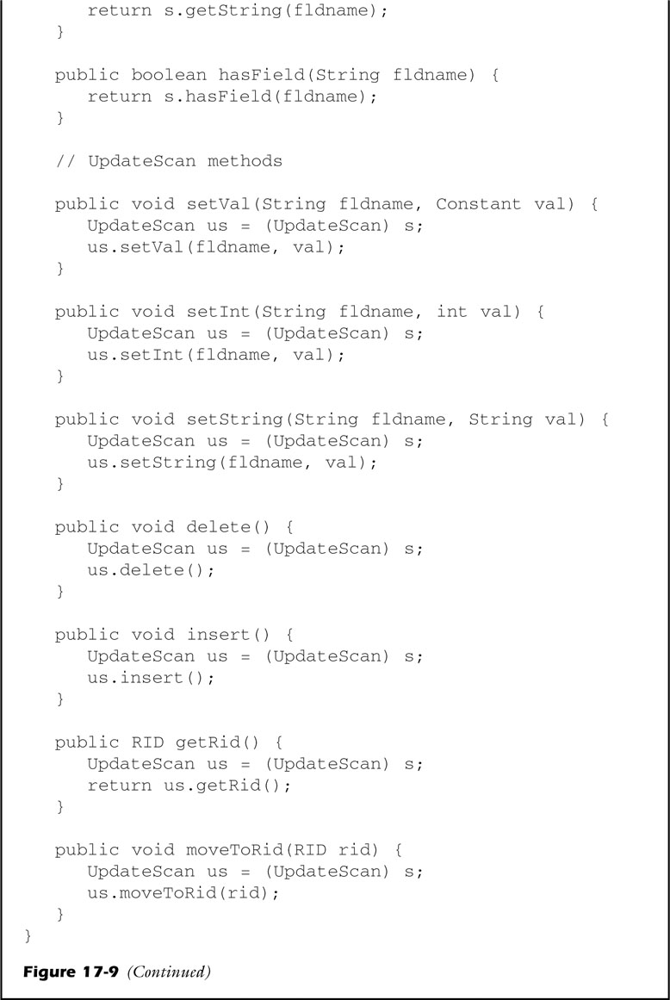 return s.getString(fldname);
}
public boolean hasField(String fldname) {
return s.hasField(fldname);
}
// UpdateScan methods
public void setVal(String fldname, Constant val) {
UpdateScan us = (UpdateScan) s;
us.setVal(fldname, val);
}
public void setInt(String fldname, int val) {
UpdateScan us = (UpdateScan) s;
us.setInt(fldname, val);
}
public void setString(String fldname, String val) {
UpdateScan us = (UpdateScan) s;
us.setString(fldname, val);
}
public void delete() {
UpdateScan us = (UpdateScan) s;
us.delete();
}
public void insert() {
UpdateScan us = (UpdateScan) s;
us.insert();
}
public RID getRid() {
UpdateScan us = (UpdateScan) s;
return us.getRid();
}
public void moveToRid(RID rid) {
UpdateScan us = (UpdateScan) s;
us.moveToRid(rid);
}
}
Figure 17-9 (Continued)